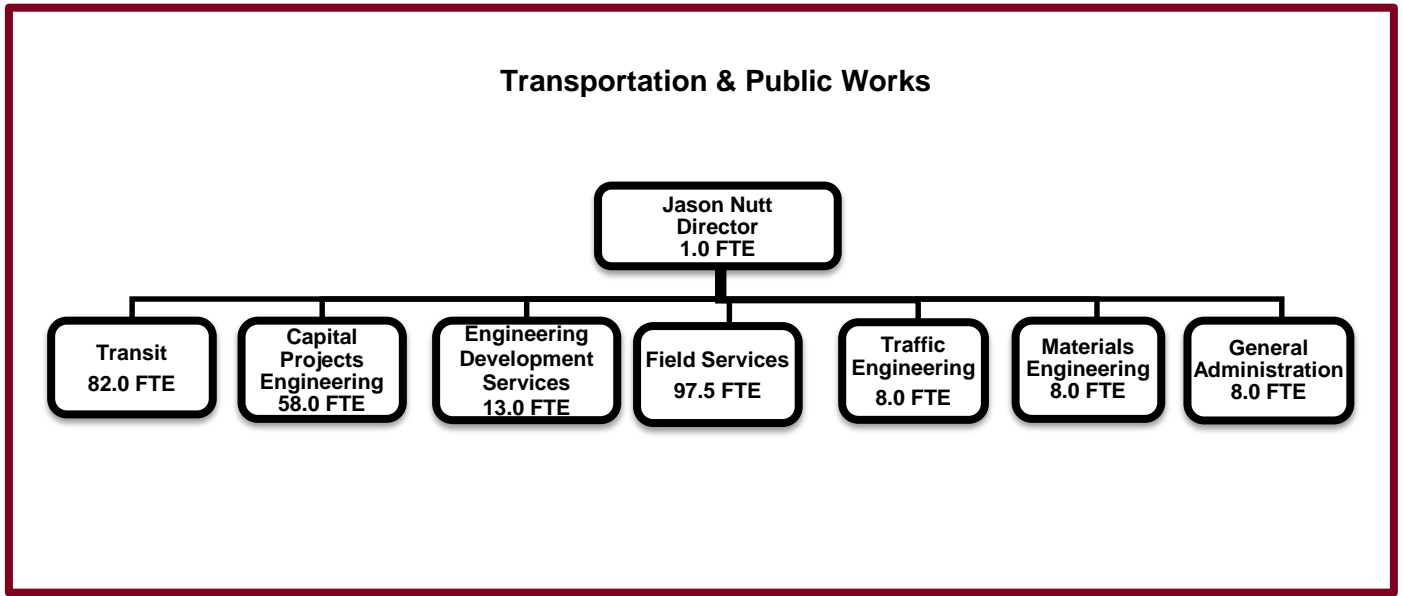 Transportation & Public Works
Jason Nutt
Director
1.0 FTE
Transit
82.0 FTE
Capital
Projects
Engineering
58.0 FTE
Engineering
Development
Services
13.0 FTE
Field Services
97.5 FTE
Traffic
Engineering
8.0 FTE
Materials
Engineering
8.0 FTE
General
Administration
8.0 FTE